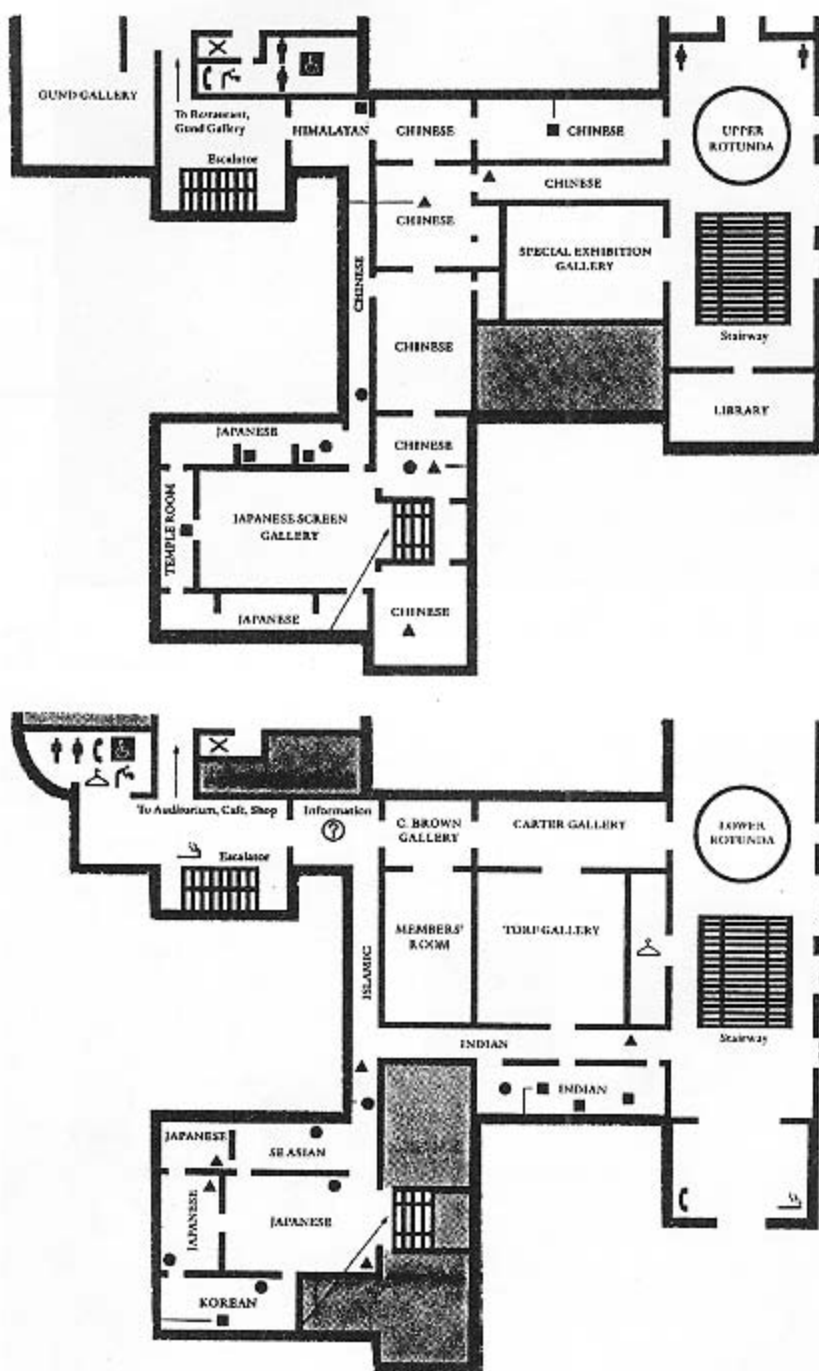 GUND GALLERY
To Restaurant,
Gund Gallery
Escalator
HIMALAYAN
CHINESE
CHINESE
UPPER
ROTUNDA
CHINESE
CHINESE
SPECIAL EXHIBITION
GALLERY
CHINESE
CHINESE
Stairway
LIBRARY
JAPANESE
CHINESE
TEMPLE ROOM
JAPANESE SCREEN
GALLERY
JAPANESE
CHINESE
To Auditorium, Café, Shop
Information
?
Escalator
C. BROWN
GALLERY
CARTER GALLERY
LOWER
ROTUNDA
MEMBERS'
ROOM
TORF GALLERY
ISLAMIC
INDIAN
Stairway
INDIAN
JAPANESE
SE ASIAN
JAPANESE
JAPANESE
KOREAN